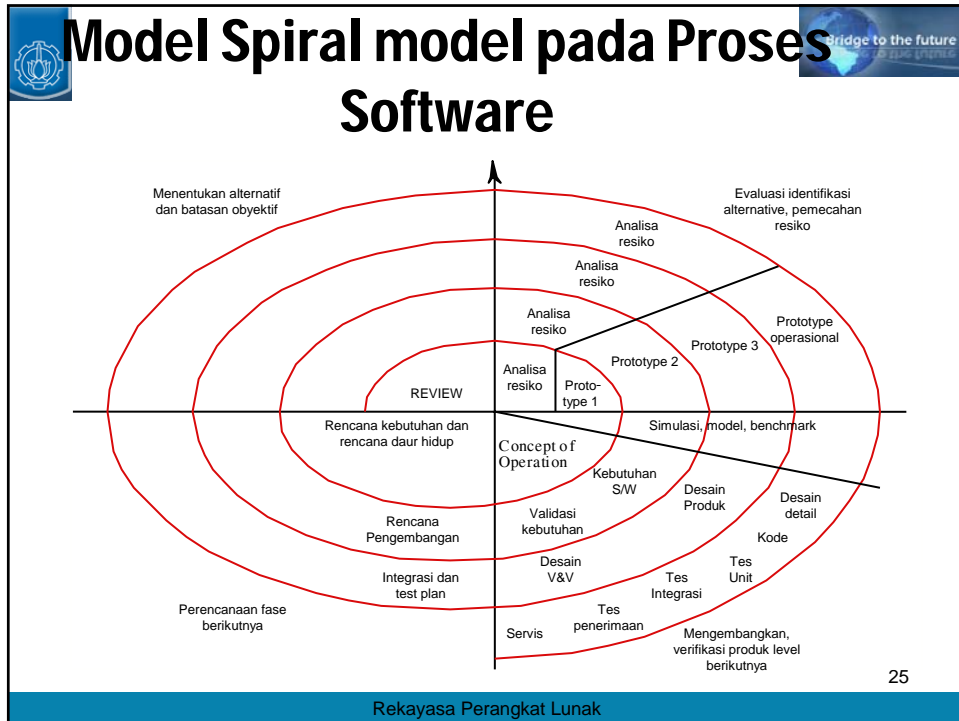 Model Spiral model pada Proses
Software
Bridge to the future
Menentukan alternatif
dan batasan obyektif
Evaluasi identifikasi
alternative, pemecahan
resiko
Analisa
resiko
Analisa
resiko
Analisa
resiko
Analisa
resiko
Proto-
type 1
Prototype 2
Prototype 3
Prototype
operasional
REVIEW
Rencana kebutuhan dan
rencana daur hidup
Simulasi, model, benchmark
Concept of
Operation
Kebutuhan
S/W
Desain
Produk
Desain
detail
Rencana
Pengembangan
Validasi
kebutuhan
Kode
Integrasi dan
test plan
Desain
V&V
Tes
Integrasi
Tes
Unit
Perencanaan fase
berikutnya
Servis
Tes
penerimaan
Mengembangkan,
verifikasi produk level
berikutnya
25
Rekayasa Perangkat Lunak